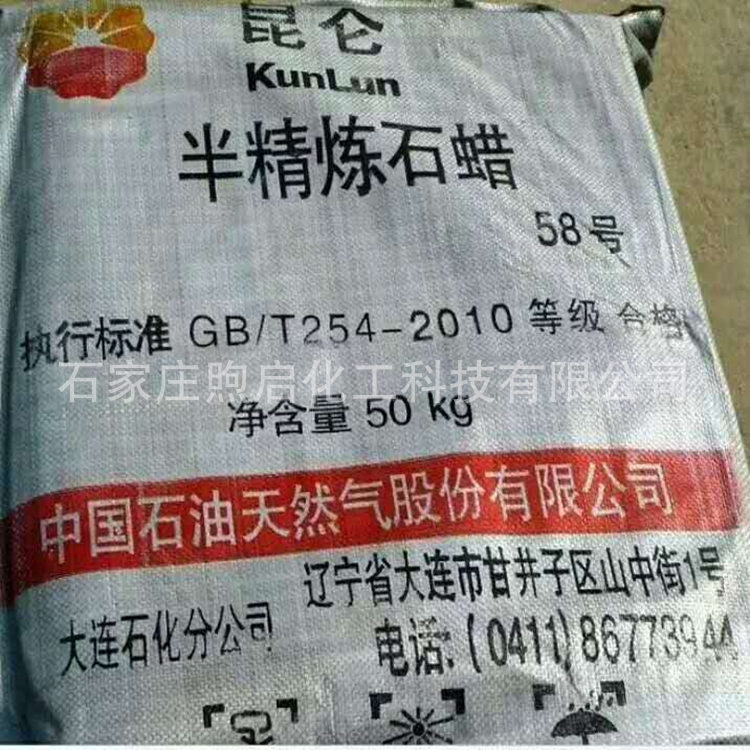 昆仑
KunLun
半精炼石蜡
58号
执行标准 GB/T254-2010 等级 合格
石家庄煦启化工科技有限公司
净含量 50 kg
中国石油天然气股份有限公司
大连石化分公司
辽宁省大连市甘井子区山中街1号
电话:(0411)86773944